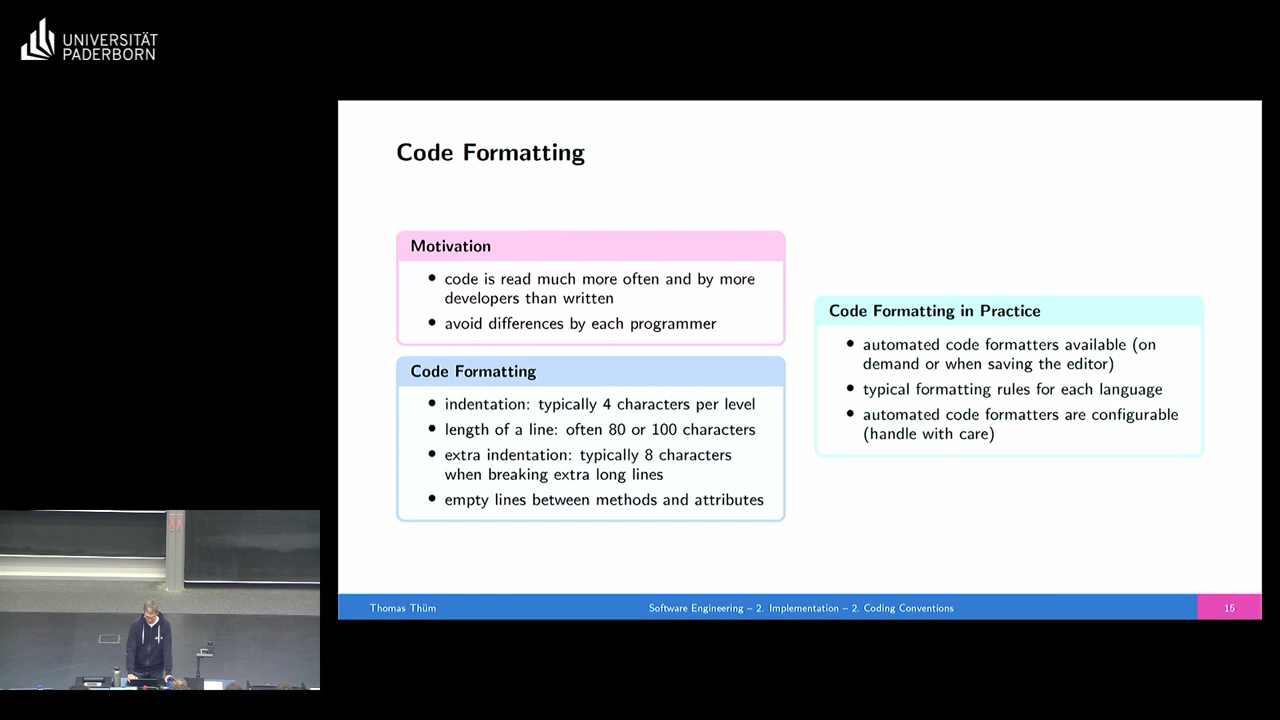 UNIVERSITÄT
PADERBORN
Code Formatting
Motivation
• code is read much more often and by more
developers than written
• avoid differences by each programmer
Code Formatting
• indentation: typically 4 characters per level
• length of a line: often 80 or 100 characters
• extra indentation: typically 8 characters
when breaking extra long lines
• empty lines between methods and attributes
Code Formatting in Practice
• automated code formatters available (on
demand or when saving the editor)
• typical formatting rules for each language
• automated code formatters are configurable
(handle with care)
Thomas Thüm
Software Engineering – 2. Implementation – 2. Coding Conventions
15